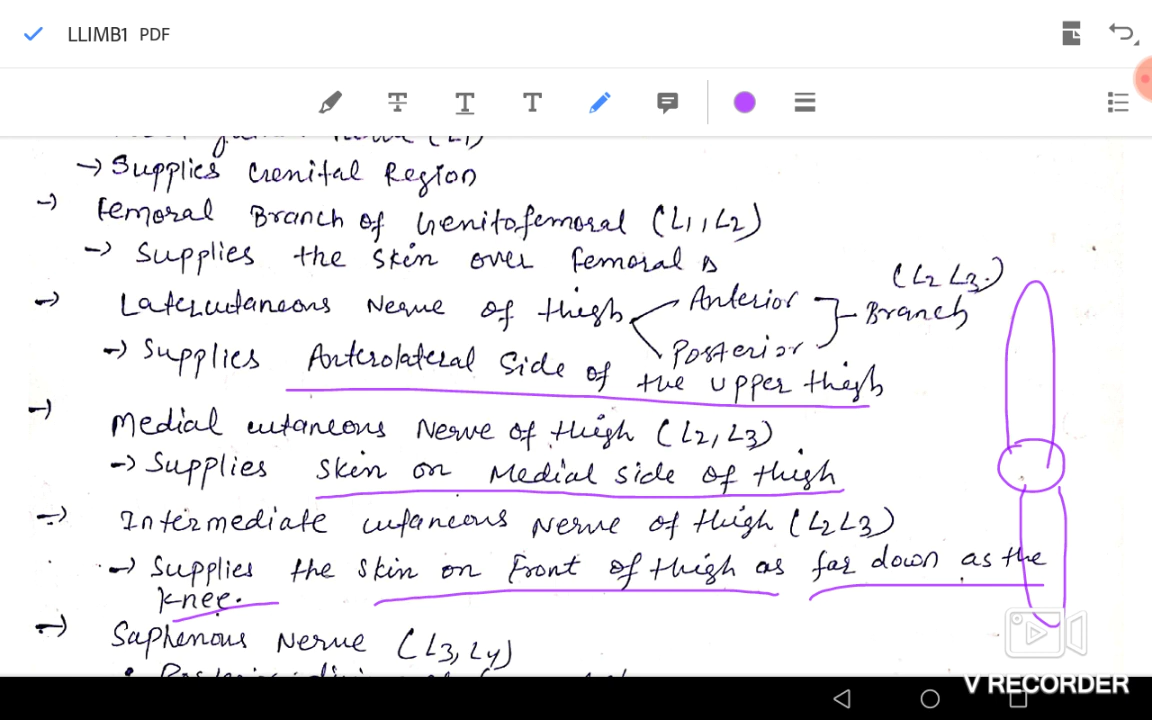 LLIMB1 PDF
T T T
(L1)
→ Supplies Genital Region
→ Femoral Branch of Genitofemoral (L1, L2)
→ Supplies the skin over femoral Δ
→ Latercutaneous Nerve of thigh Anterior Posterior Branch (L2 L3.)
→ Supplies Anterolateral Side of the upper thigh
→ Medial cutaneous Nerve of thigh (L2, L3)
→ Supplies skin on Medial side of thigh
→ Intermediate cutaneous Nerve of thigh (L2 L3)
→ Supplies the skin on Front of thigh as far down as the
knee.
→ Saphenous Nerve (L3, L4)
V RECORDER